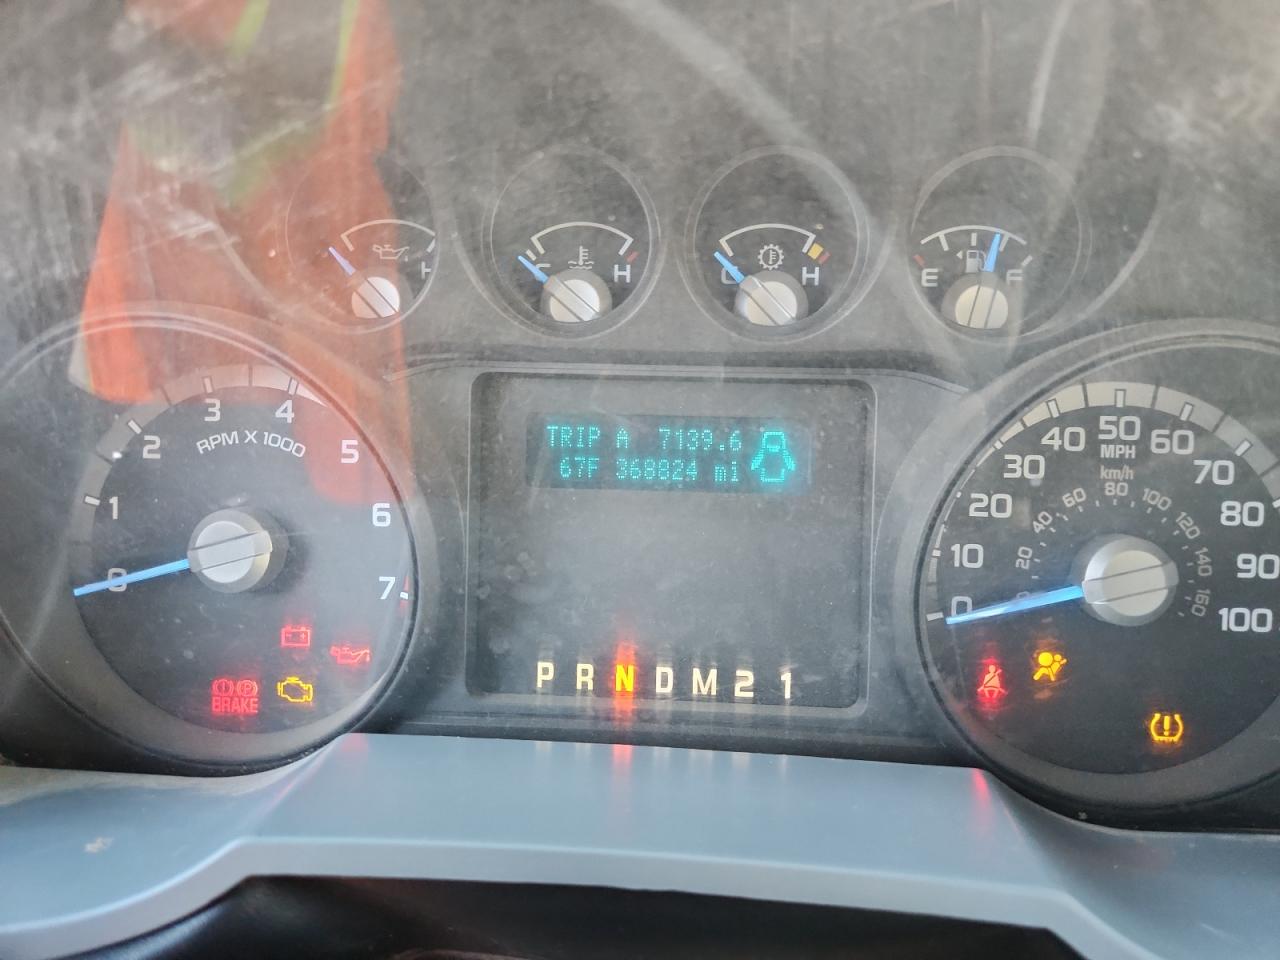 H
C H
C H
E F
0 1 2 3 4 5 6 7
RPM X 1000
TRIP A 7139.6
67F 368824 mi
P R N D M 2 1
BRAKE
P
0 10 20 30 40 50 60 70 80 90 100
MPH
km/h
20 40 60 80 100 120 140 160